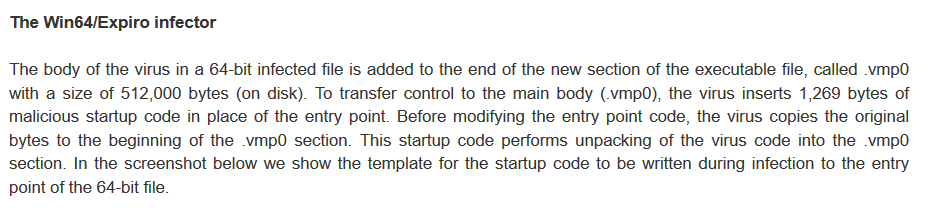 The Win64/Expiro infector
The body of the virus in a 64-bit infected file is added to the end of the new section of the executable file, called .vmp0
with a size of 512,000 bytes (on disk). To transfer control to the main body (.vmp0), the virus inserts 1,269 bytes of
malicious startup code in place of the entry point. Before modifying the entry point code, the virus copies the original
bytes to the beginning of the .vmp0 section. This startup code performs unpacking of the virus code into the .vmp0
section. In the screenshot below we show the template for the startup code to be written during infection to the entry
point of the 64-bit file.